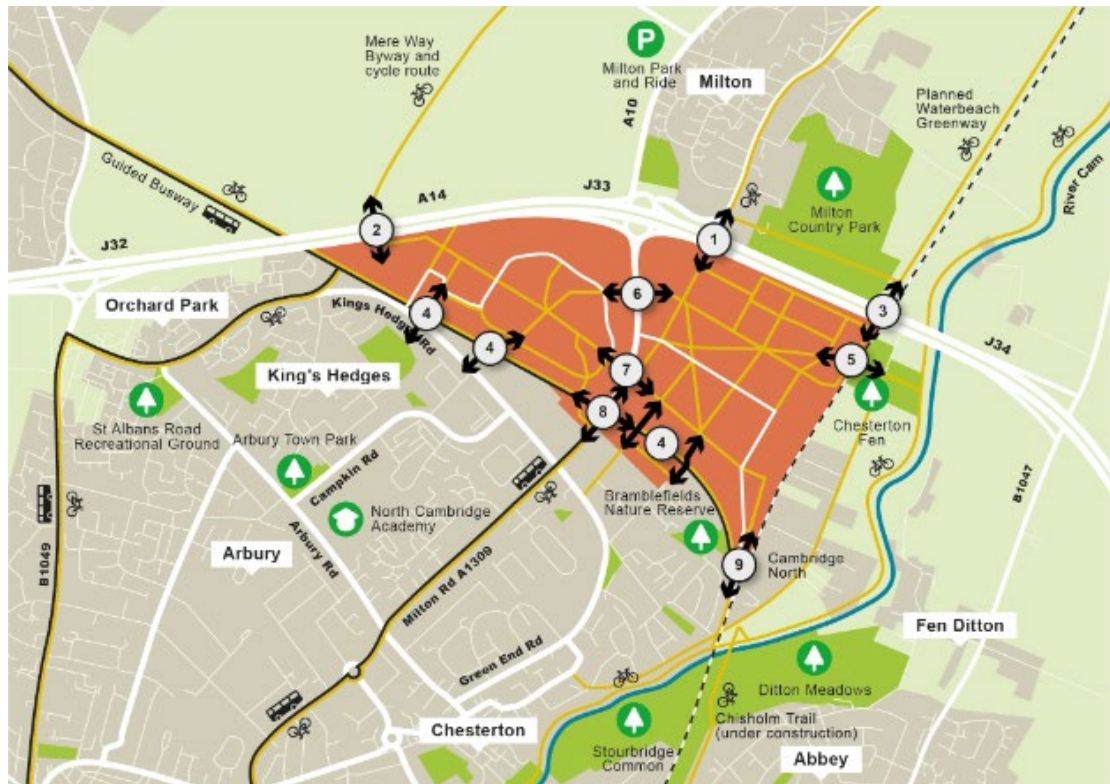 Mere Way
Byway and
cycle route
P
Milton Park
and Ride
Milton
A10
Planned
Waterbeach
Greenway
River Cam
Guided Busway
A14
J33
J32
Milton
Country Park
2
1
6
3
Orchard Park
Kings Hedges Rd
4
4
J34
King's Hedges
7
5
8
4
St Albans Road
Recreational Ground
Arbury Town Park
Campkin Rd
Chesterton
Fen
B1047
North Cambridge
Academy
Bramblefields
Nature Reserve
B1049
Arbury
Arbury Rd
Milton Rd A1309
9
Cambridge
North
Green End Rd
Fen Ditton
Ditton Meadows
Chesterton
Stourbridge
Common
Chisholm Trail
(under construction)
Abbey